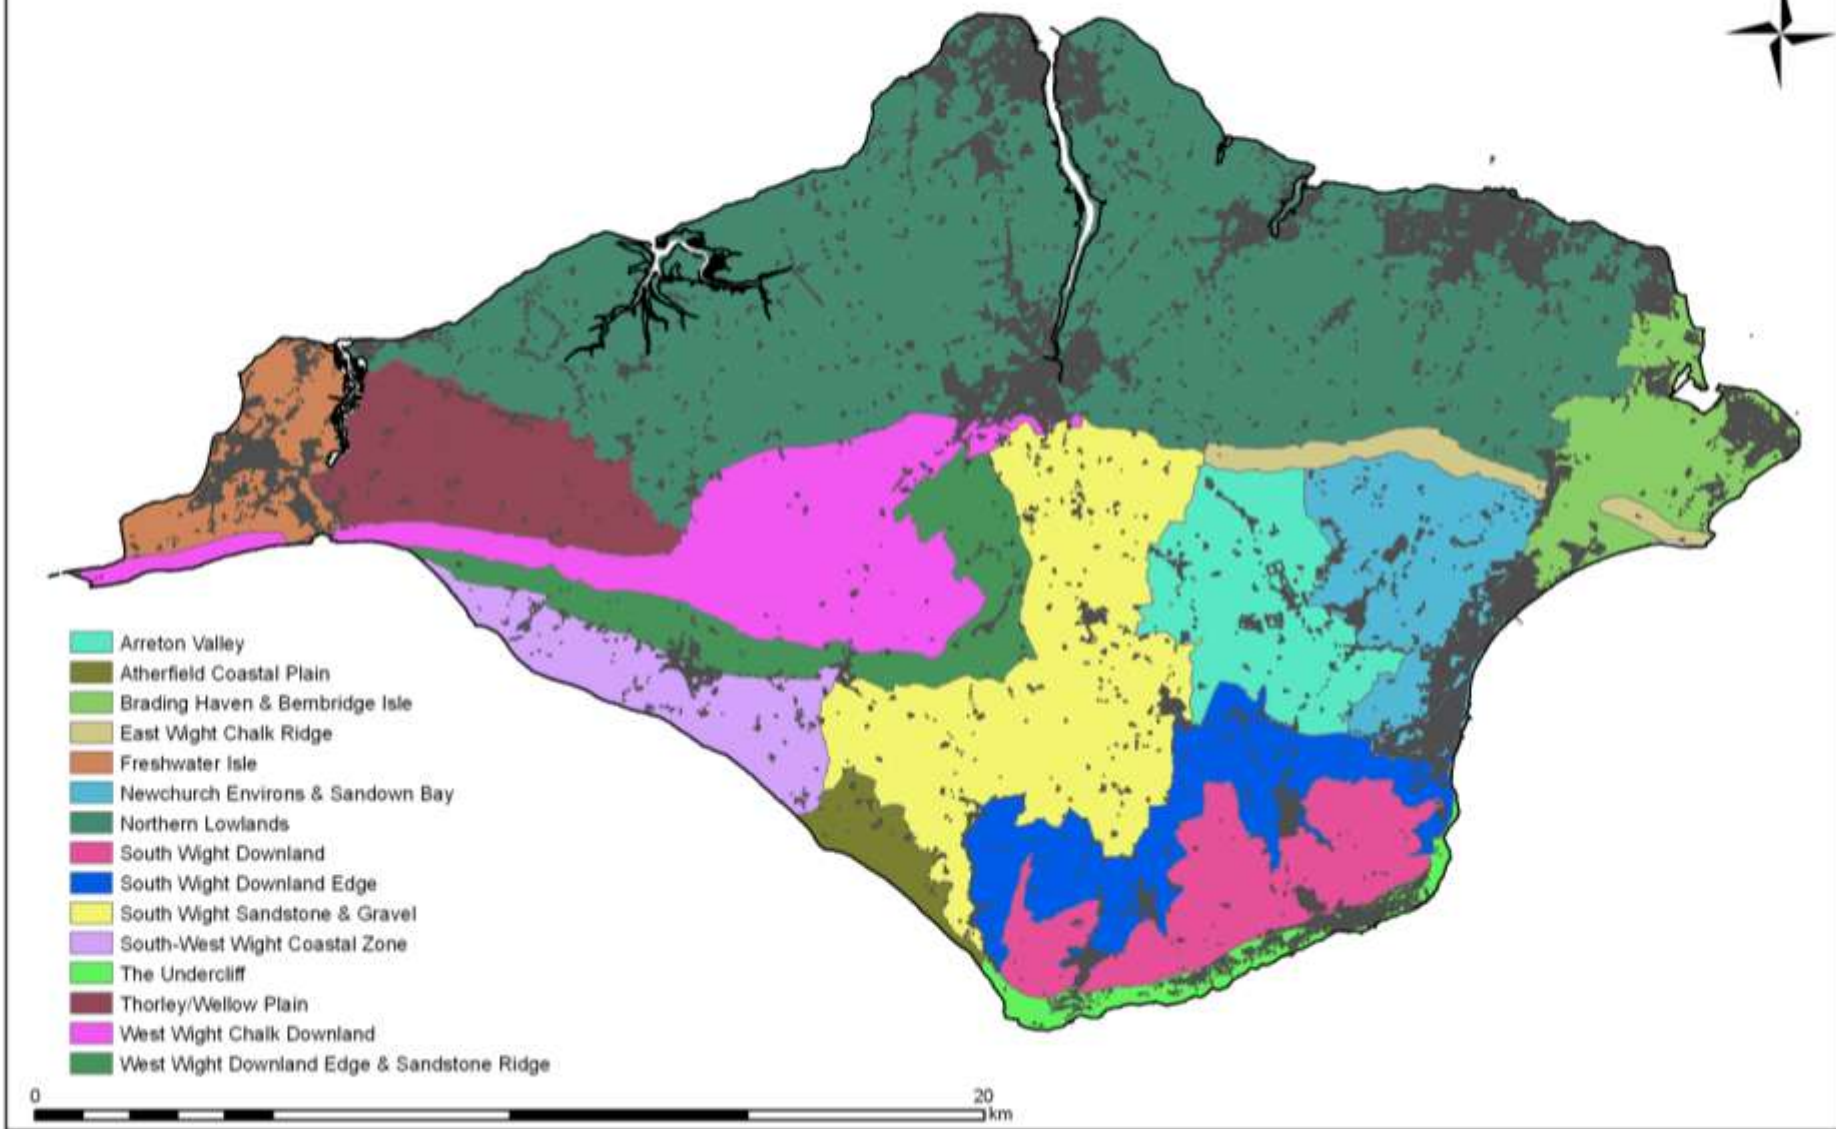 Arreton Valley
Atherfield Coastal Plain
Brading Haven & Bembridge Isle
East Wight Chalk Ridge
Freshwater Isle
Newchurch Environs & Sandown Bay
Northern Lowlands
South Wight Downland
South Wight Downland Edge
South Wight Sandstone & Gravel
South-West Wight Coastal Zone
The Undercliff
Thorley/Wellow Plain
West Wight Chalk Downland
West Wight Downland Edge & Sandstone Ridge
0 20
km